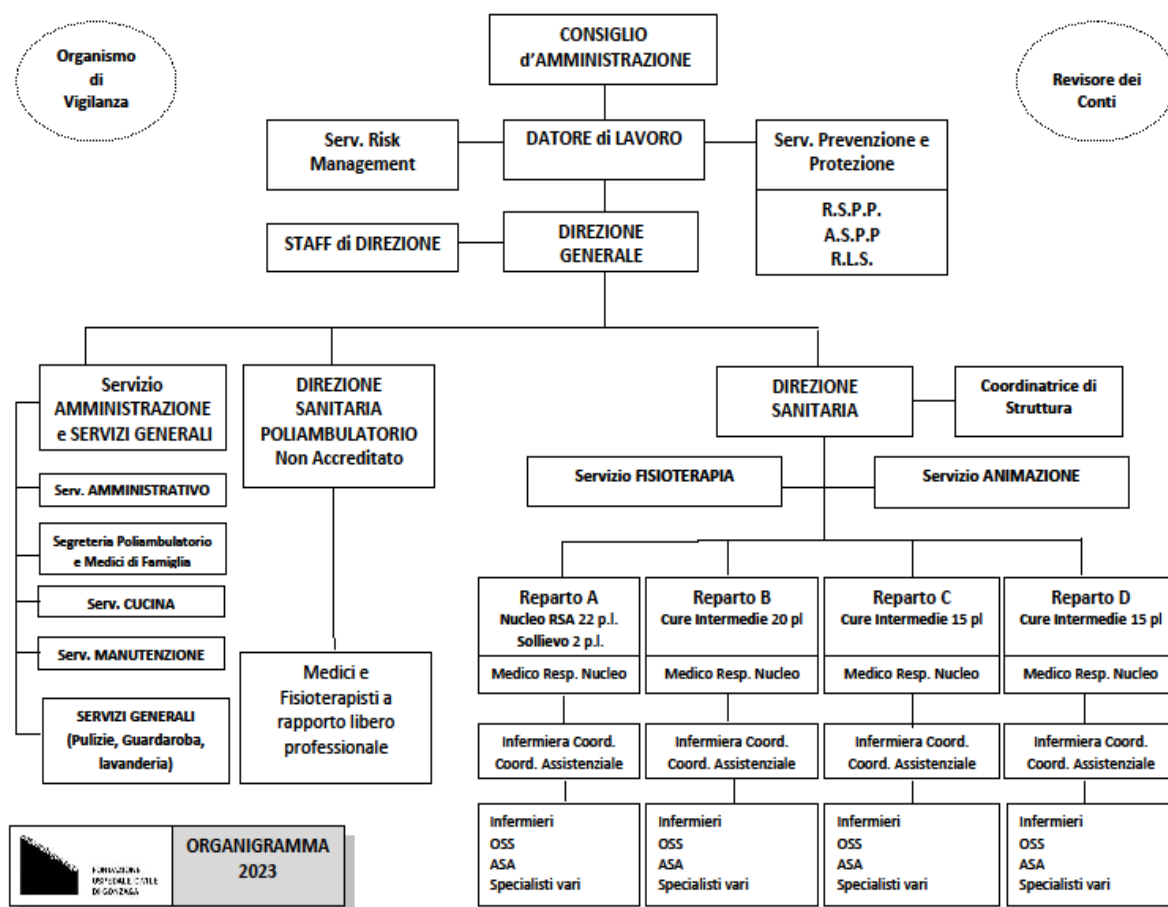 Organismo
di
Vigilanza
CONSIGLIO
d'AMMINISTRAZIONE
Revisore dei
Conti
Serv. Risk
Management
DATORE di LAVORO
Serv. Prevenzione e
Protezione
R.S.P.P.
A.S.P.P
R.L.S.
STAFF di DIREZIONE
DIREZIONE
GENERALE
Servizio
AMMINISTRAZIONE
e SERVIZI GENERALI
DIREZIONE
SANITARIA
POLIAMBULATORIO
Non Accreditato
DIREZIONE
SANITARIA
Coordinatrice di
Struttura
Servizio FISIOTERAPIA
Servizio ANIMAZIONE
Serv. AMMINISTRATIVO
Segreteria Poliambulatorio
e Medici di Famiglia
Serv. CUCINA
Serv. MANUTENZIONE
SERVIZI GENERALI
(Pulizie, Guardaroba,
lavanderia)
Medici e
Fisioterapisti a
rapporto libero
professionale
Reparto A
Nucleo RSA 22 p.l.
Sollievo 2 p.l.
Medico Resp. Nucleo
Infermiera Coord.
Coord. Assistenziale
Infermieri
OSS
ASA
Specialisti vari
Reparto B
Cure Intermedie 20 pl
Medico Resp. Nucleo
Infermiera Coord.
Coord. Assistenziale
Infermieri
OSS
ASA
Specialisti vari
Reparto C
Cure Intermedie 15 pl
Medico Resp. Nucleo
Infermiera Coord.
Coord. Assistenziale
Infermieri
OSS
ASA
Specialisti vari
Reparto D
Cure Intermedie 15 pl
Medico Resp. Nucleo
Infermiera Coord.
Coord. Assistenziale
Infermieri
OSS
ASA
Specialisti vari
FONDAZIONE
OSPEDALE CIVILE
DI GONZAGA
ORGANIGRAMMA
2023